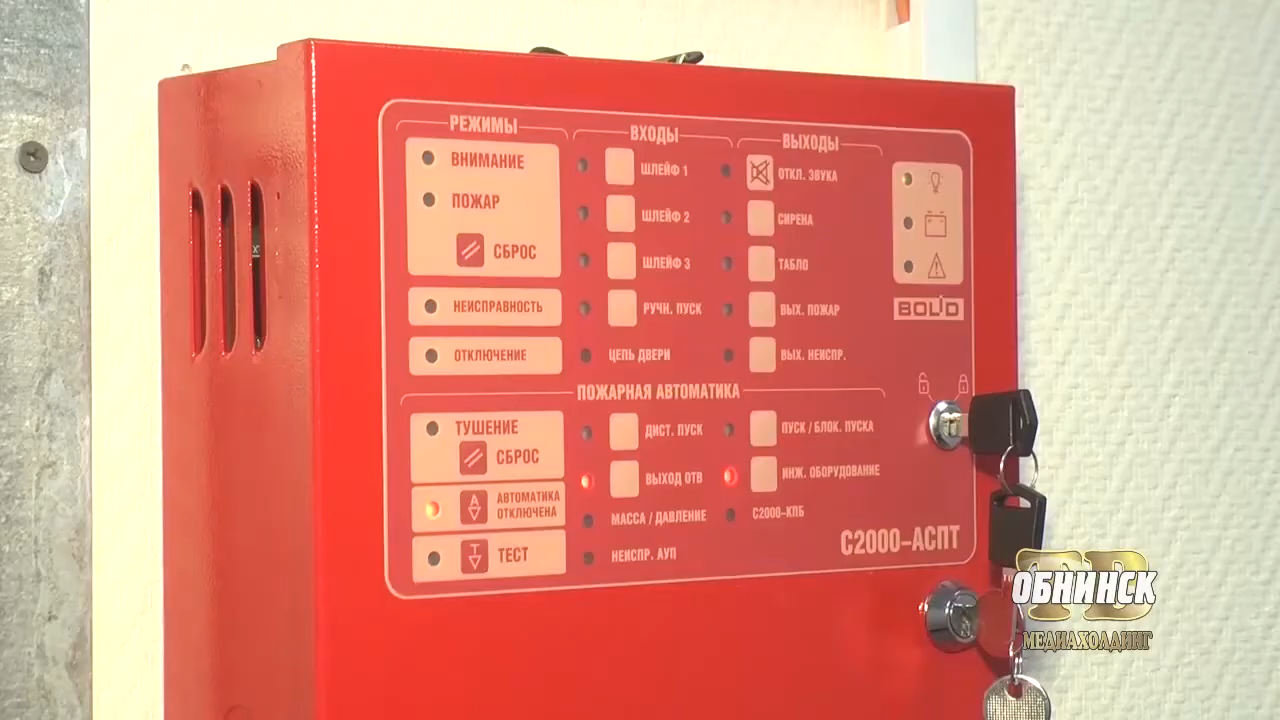 РЕЖИМЫ
ВНИМАНИЕ
ПОЖАР
СБРОС
НЕИСПРАВНОСТЬ
ОТКЛЮЧЕНИЕ
ВХОДЫ
ШЛЕЙФ 1
ШЛЕЙФ 2
ШЛЕЙФ 3
РУЧН. ПУСК
ЦЕПЬ ДВЕРИ
ВЫХОДЫ
ОТКЛ. ЗВУКА
СИРЕНА
ТАБЛО
ВЫХ. ПОЖАР
ВЫХ. НЕИСПР.
BOLID
ПОЖАРНАЯ АВТОМАТИКА
ТУШЕНИЕ
СБРОС
А
АВТОМАТИКА
ОТКЛЮЧЕНА
Т
ТЕСТ
ДИСТ. ПУСК
ВЫХОД ОТВ
МАССА / ДАВЛЕНИЕ
НЕИСПР. АУП
ПУСК / БЛОК. ПУСКА
ИНЖ. ОБОРУДОВАНИЕ
С2000-КПБ
С2000-АСПТ
ТВ
ОБНИНСК
МЕДИАХОЛДИНГ